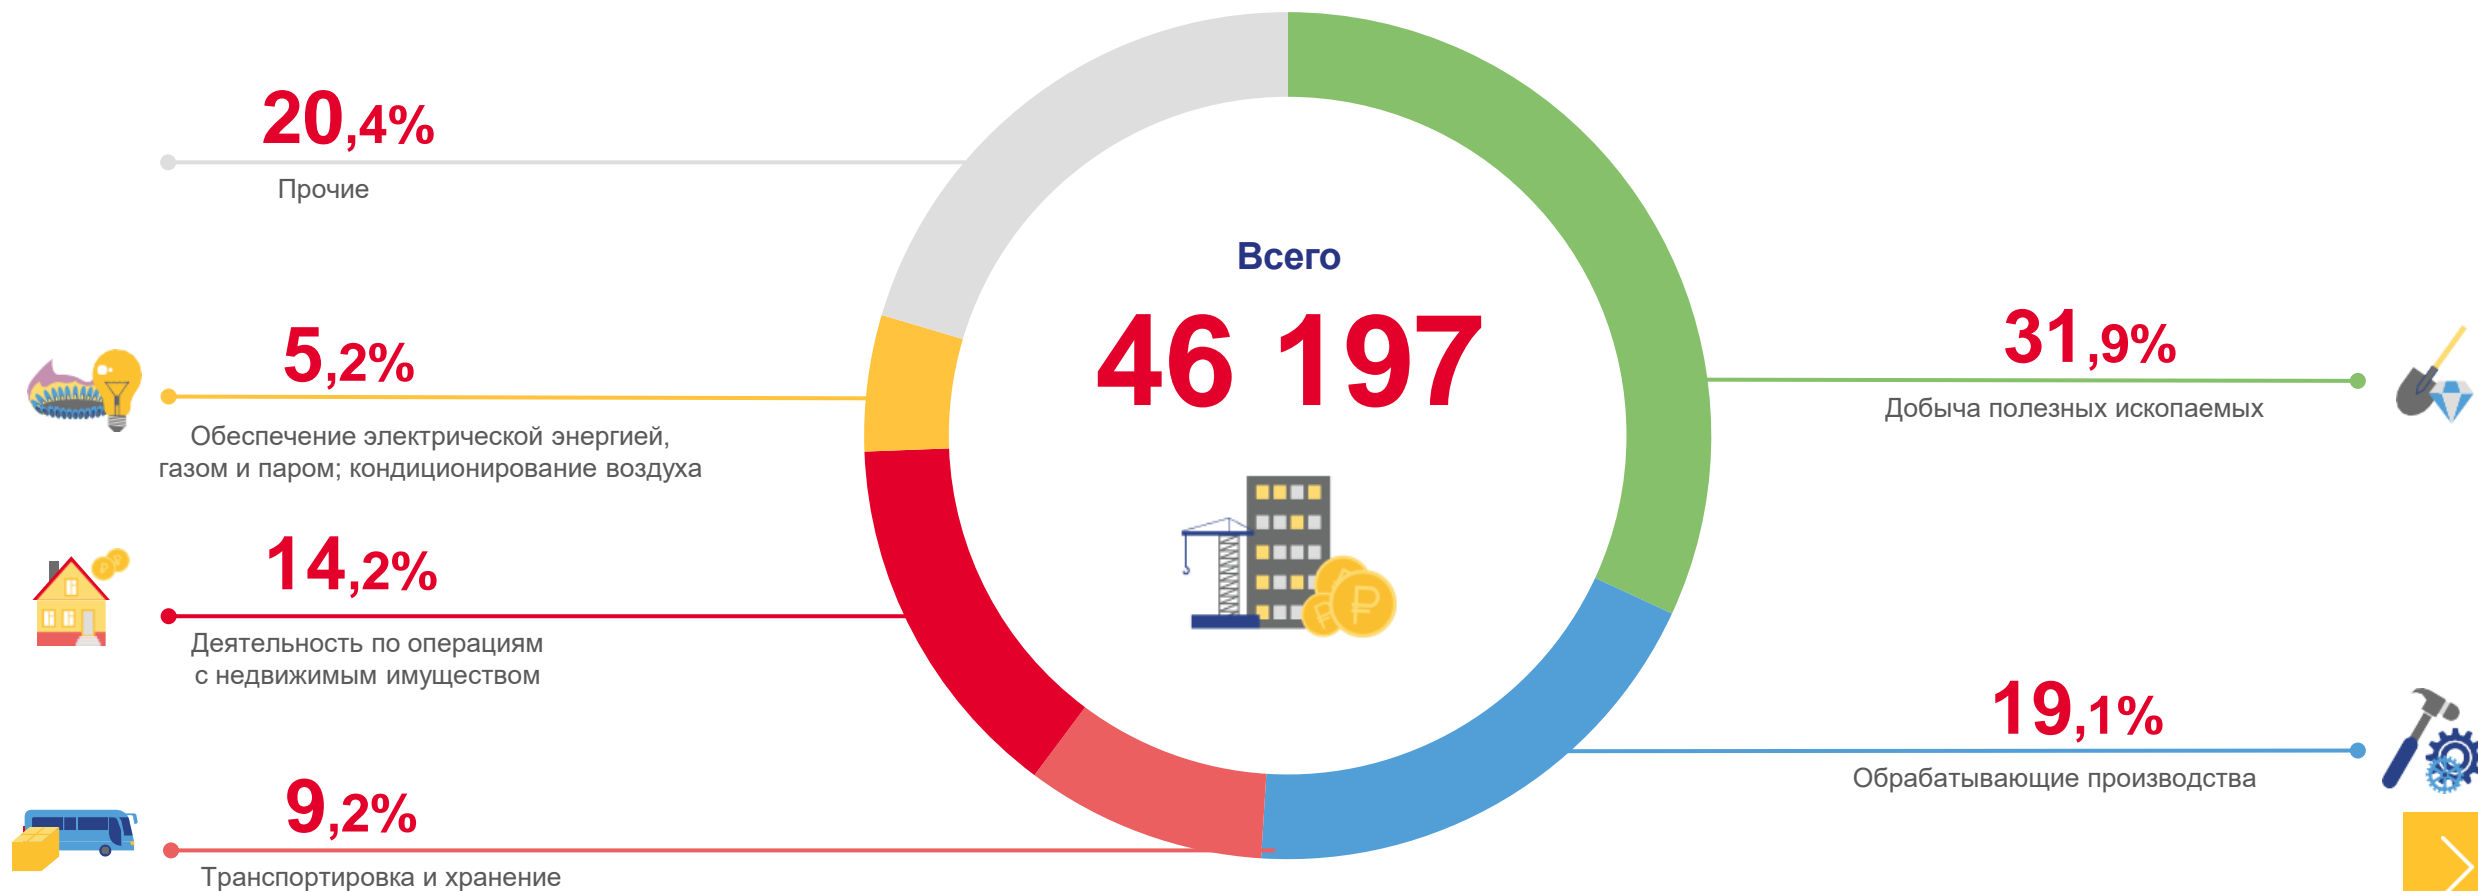 20,4%
Прочие
5,2%
Обеспечение электрической энергией,
газом и паром; кондиционирование воздуха
14,2%
Деятельность по операциям
с недвижимым имуществом
9,2%
Транспортировка и хранение
Всего
46 197
31,9%
Добыча полезных ископаемых
19,1%
Обрабатывающие производства